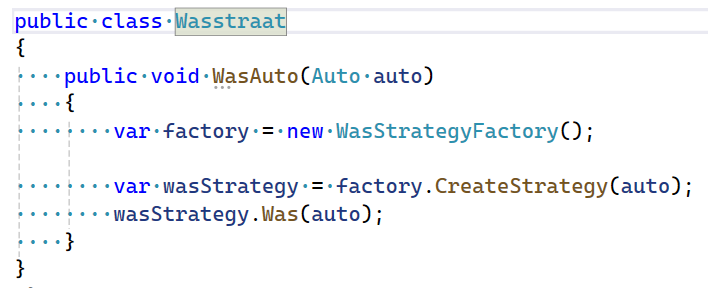 public class Wasstraat
{
    public void WasAuto(Auto auto)
    {
        var factory = new WasStrategyFactory();

        var wasStrategy = factory.CreateStrategy(auto);
        wasStrategy.Was(auto);
    }
}